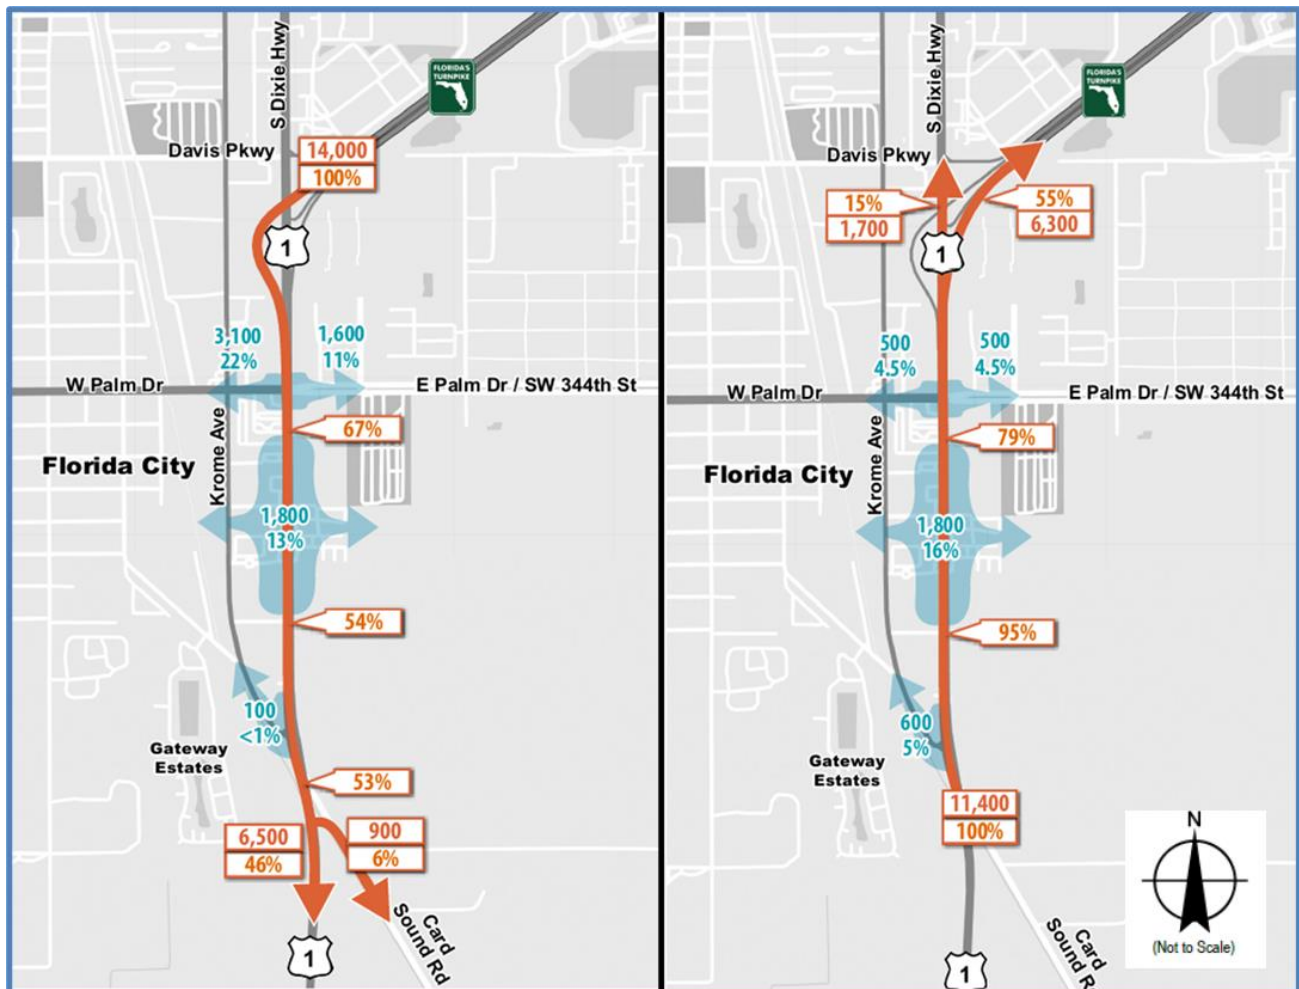 S Dixie Hwy
FLORIDA'S
TURNPIKE
Davis Pkwy
14,000
100%
1
3,100
22%
1,600
11%
W Palm Dr
E Palm Dr / SW 344th St
67%
Krome Ave
Florida City
1,800
13%
54%
100
<1%
Gateway
Estates
53%
6,500
46%
900
6%
Card
Sound Rd
1
S Dixie Hwy
FLORIDA'S
TURNPIKE
Davis Pkwy
15%
1,700
55%
6,300
1
500
4.5%
500
4.5%
W Palm Dr
E Palm Dr / SW 344th St
79%
Krome Ave
Florida City
1,800
16%
95%
600
5%
Gateway
Estates
11,400
100%
Card
Sound R
1
N
(Not to Scale)